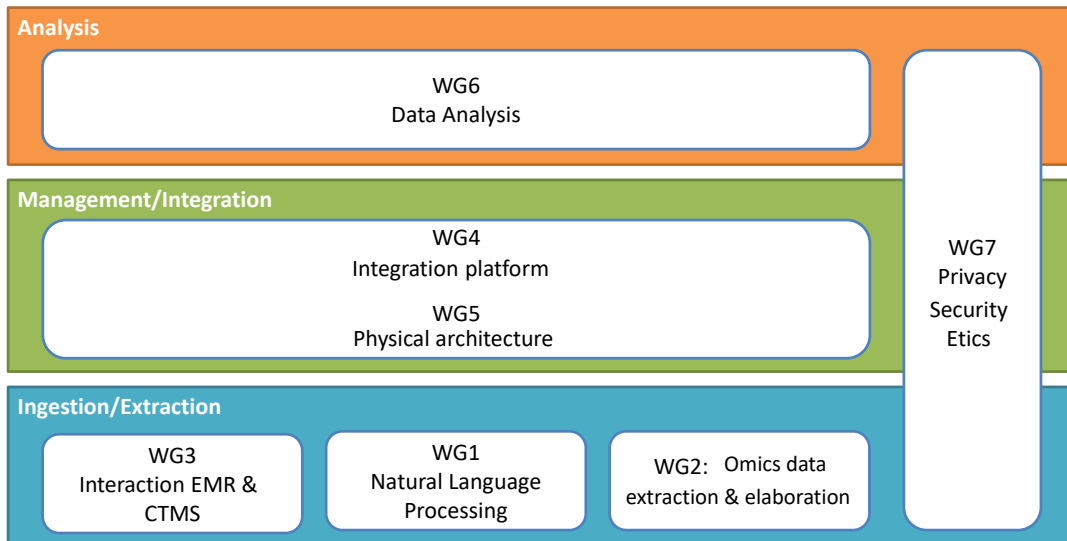 Analysis
WG6
Data Analysis
Management/Integration
WG4
Integration platform
WG5
Physical architecture
WG7
Privacy
Security
Etics
Ingestion/Extraction
WG3
Interaction EMR &
CTMS
WG1
Natural Language
Processing
WG2: Omics data
extraction & elaboration